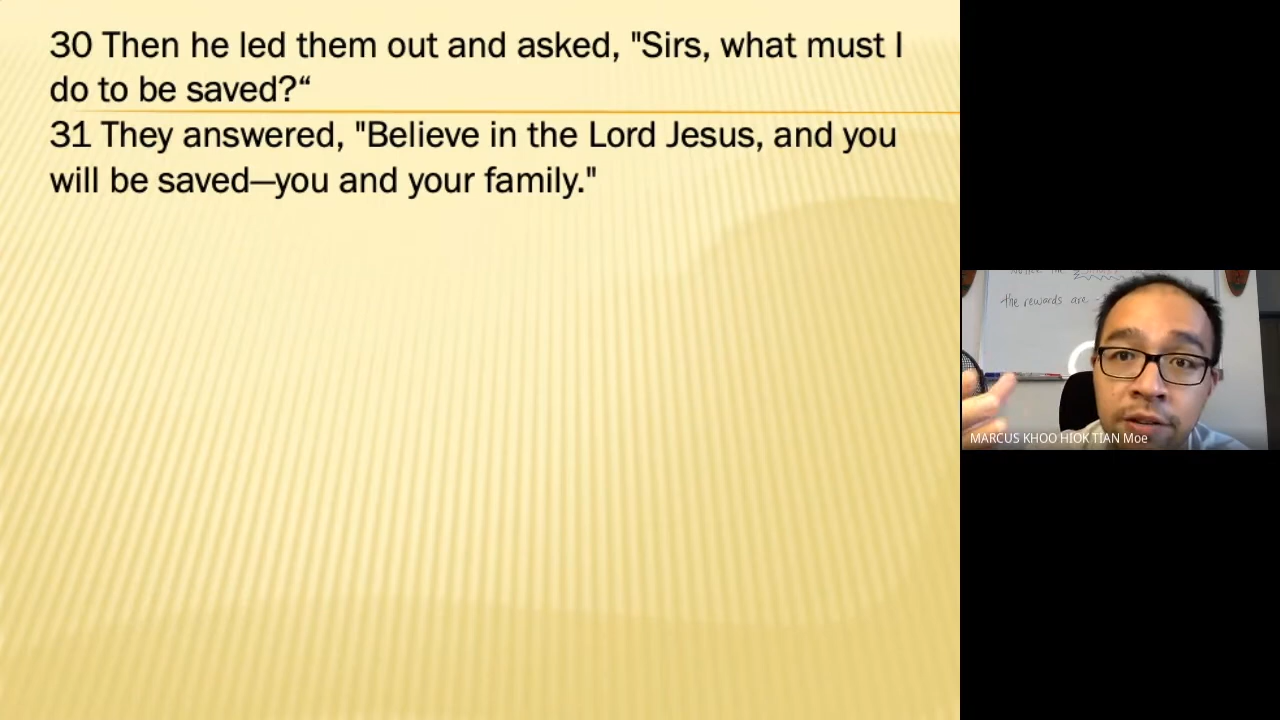 30 Then he led them out and asked, "Sirs, what must I
do to be saved?“
31 They answered, "Believe in the Lord Jesus, and you
will be saved—you and your family."
the rewards are -
MARCUS KHOO HIOK TIAN Moe